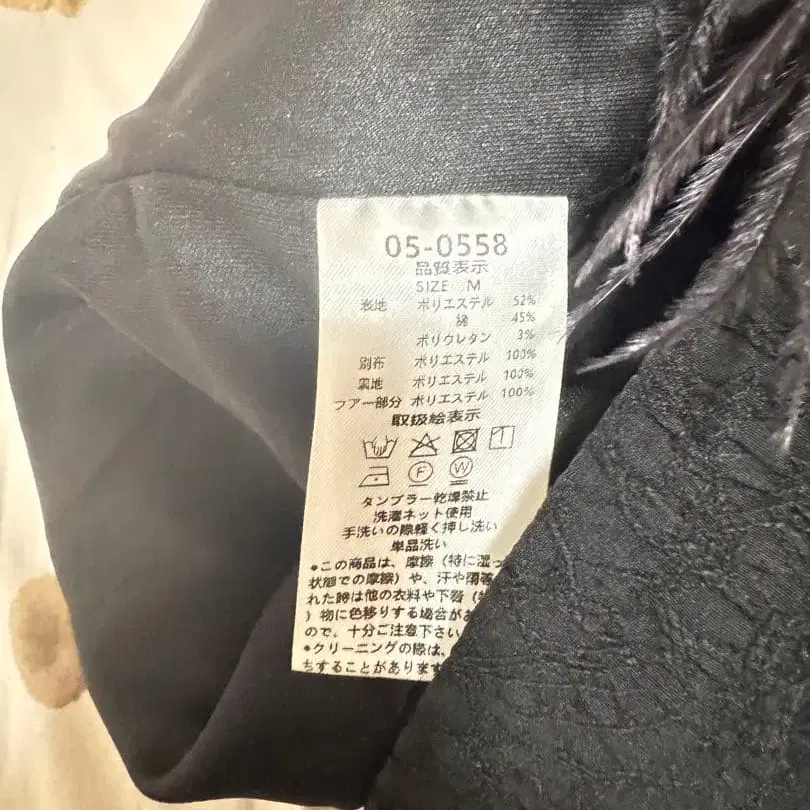 05-0558
品質表示
SIZE M
表地 ポリエステル 52%
綿 45%
ポリウレタン 3%
別布 ポリエステル 100%
裏地 ポリエステル 100%
ファー部分 ポリエステル 100%
取扱絵表示
F W
タンブラー乾燥禁止
洗濯ネット使用
手洗いの際軽く押し洗い
単品洗い
●この商品は、摩擦（特に湿っ
状態での摩擦）や、汗や雨等
れた時は他の衣料や下着（
）物に色移りする場合があ
ので、十分ご注意下さい
●クリーニングの際は、
ちすることがあります